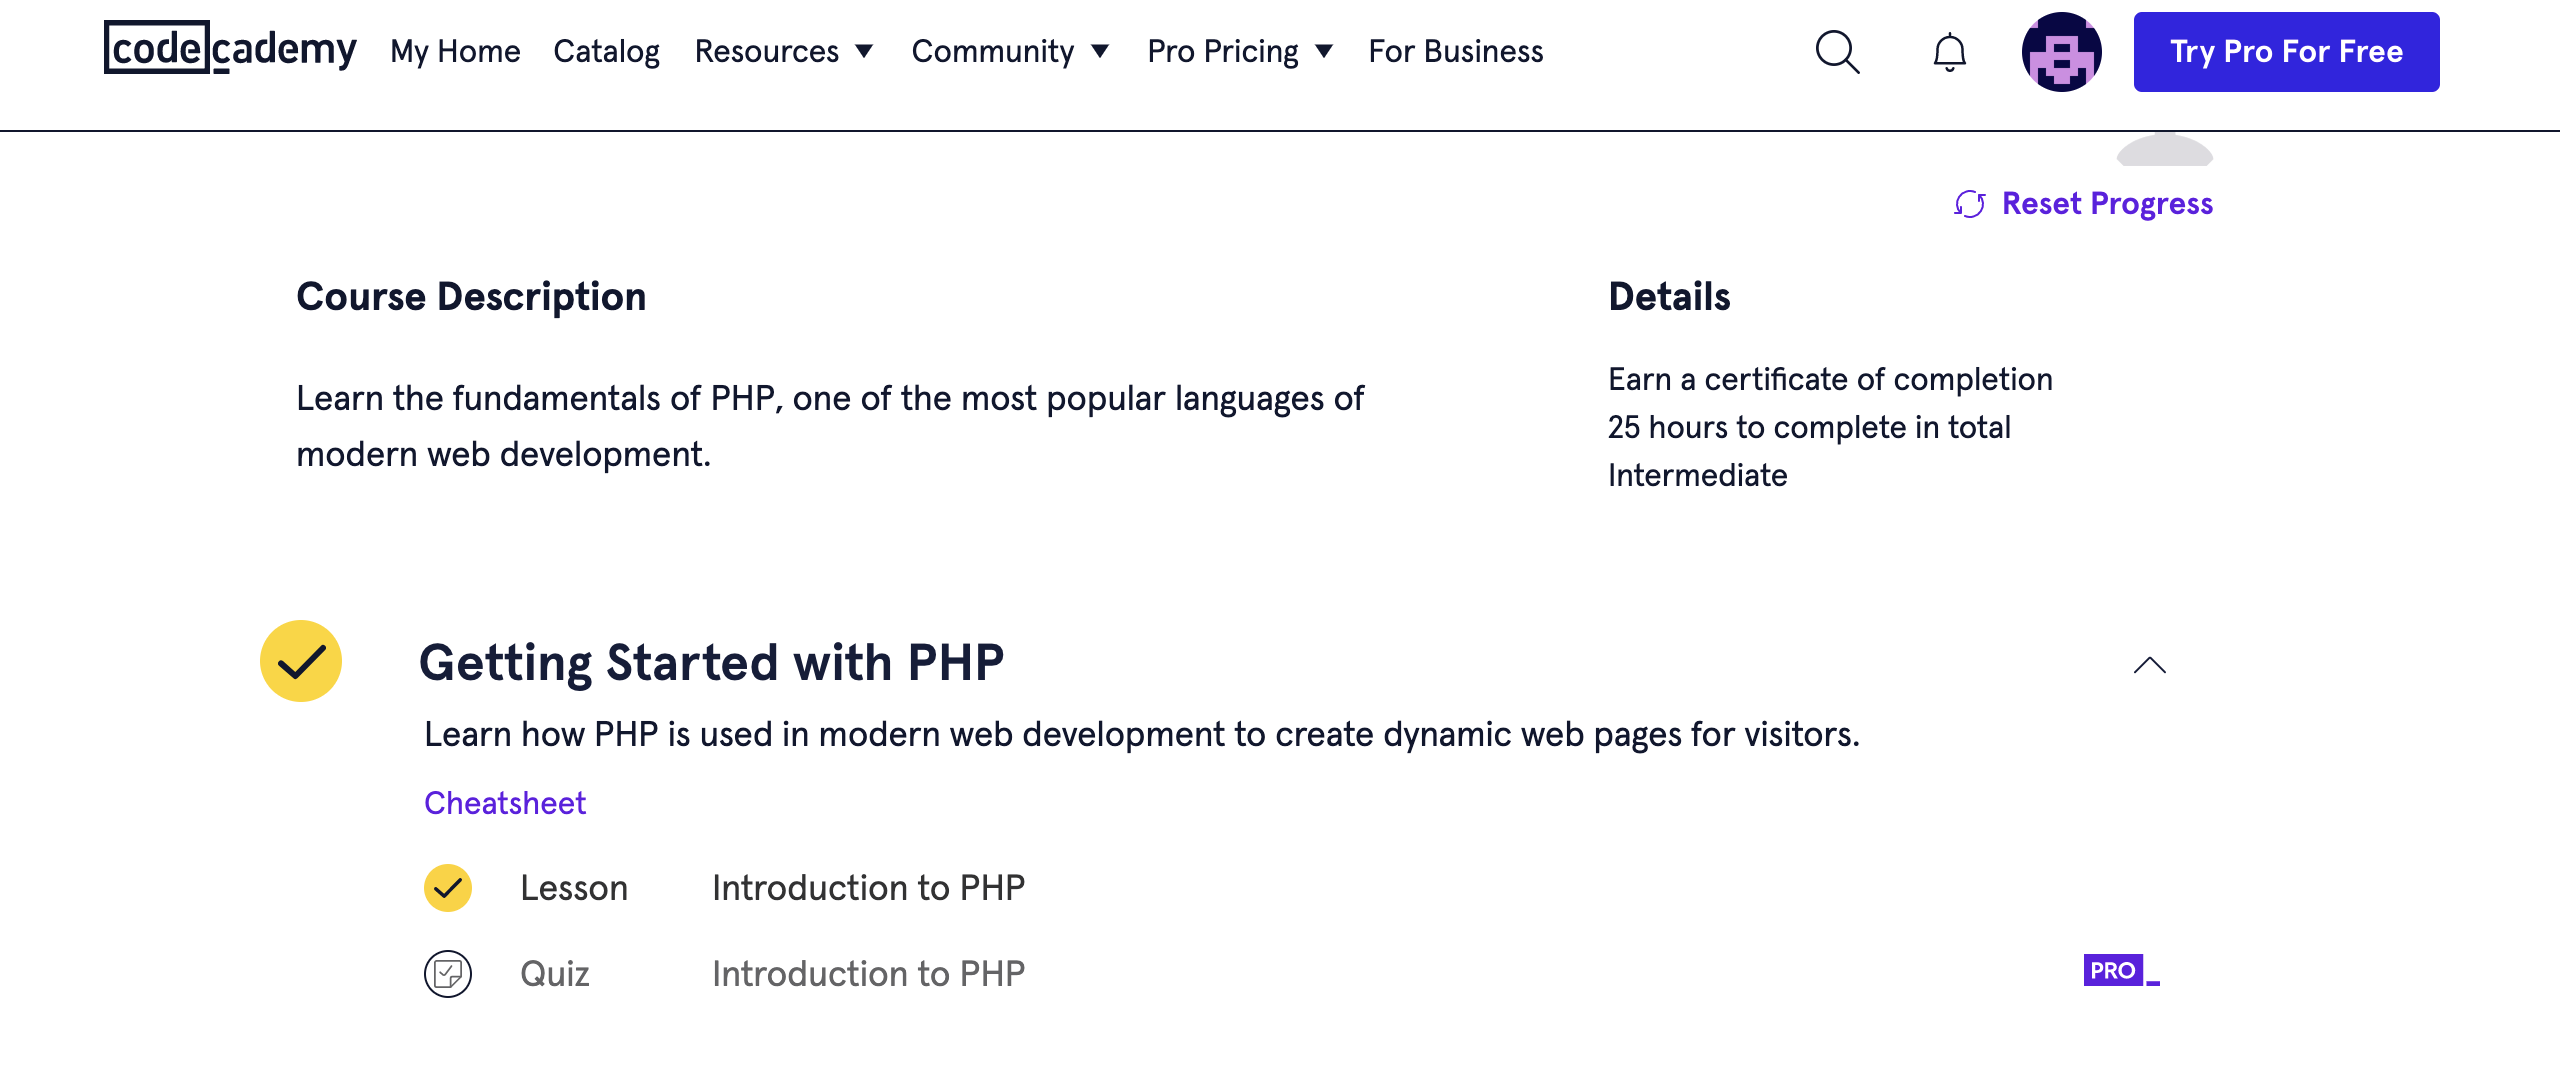 codecademy My Home Catalog Resources Community Pro Pricing For Business Try Pro For Free
Reset Progress
Course Description
Learn the fundamentals of PHP, one of the most popular languages of
modern web development.
Details
Earn a certificate of completion
25 hours to complete in total
Intermediate
Getting Started with PHP
Learn how PHP is used in modern web development to create dynamic web pages for visitors.
Cheatsheet
Lesson Introduction to PHP
Quiz Introduction to PHP PRO